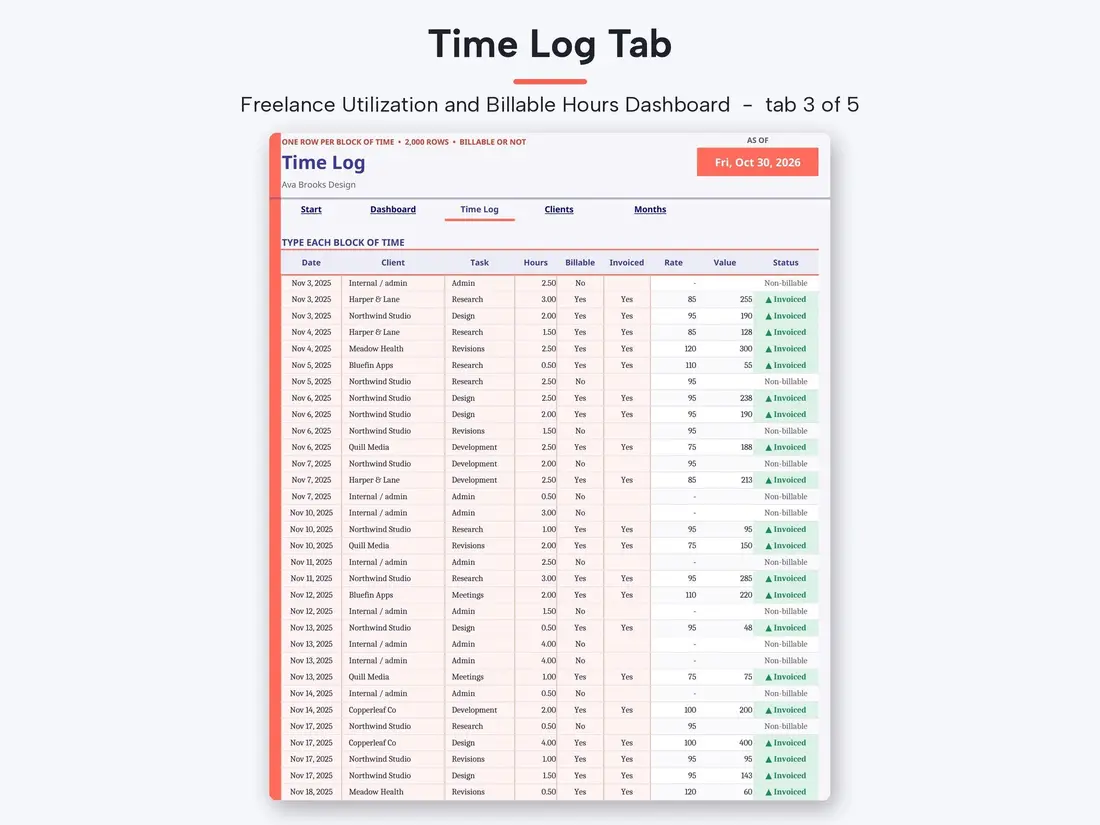 Time Log Tab
Freelance Utilization and Billable Hours Dashboard - tab 3 of 5
ONE ROW PER BLOCK OF TIME • 2,000 ROWS • BILLABLE OR NOT
AS OF
Time Log
Fri, Oct 30, 2026
Ava Brooks Design
Start Dashboard Time Log Clients Months
TYPE EACH BLOCK OF TIME
Date Client Task Hours Billable Invoiced Rate Value Status
Nov 3, 2025 Internal / admin Admin 2.50 No - Non-billable
Nov 3, 2025 Harper & Lane Research 3.00 Yes Yes 85 255 ▲ Invoiced
Nov 3, 2025 Northwind Studio Design 2.00 Yes Yes 95 190 ▲ Invoiced
Nov 4, 2025 Harper & Lane Research 1.50 Yes Yes 85 128 ▲ Invoiced
Nov 4, 2025 Meadow Health Revisions 2.50 Yes Yes 120 300 ▲ Invoiced
Nov 5, 2025 Bluefin Apps Research 0.50 Yes Yes 110 55 ▲ Invoiced
Nov 5, 2025 Northwind Studio Research 2.50 No 95 Non-billable
Nov 6, 2025 Northwind Studio Design 2.50 Yes Yes 95 238 ▲ Invoiced
Nov 6, 2025 Northwind Studio Design 2.00 Yes Yes 95 190 ▲ Invoiced
Nov 6, 2025 Northwind Studio Revisions 1.50 No 95 Non-billable
Nov 6, 2025 Quill Media Development 2.50 Yes Yes 75 188 ▲ Invoiced
Nov 7, 2025 Northwind Studio Development 2.00 No 95 Non-billable
Nov 7, 2025 Harper & Lane Development 2.50 Yes Yes 85 213 ▲ Invoiced
Nov 7, 2025 Internal / admin Admin 0.50 No - Non-billable
Nov 10, 2025 Internal / admin Admin 3.00 No - Non-billable
Nov 10, 2025 Northwind Studio Research 1.00 Yes Yes 95 95 ▲ Invoiced
Nov 10, 2025 Quill Media Revisions 2.00 Yes Yes 75 150 ▲ Invoiced
Nov 11, 2025 Internal / admin Admin 2.50 No - Non-billable
Nov 11, 2025 Northwind Studio Research 3.00 Yes Yes 95 285 ▲ Invoiced
Nov 12, 2025 Bluefin Apps Meetings 2.00 Yes Yes 110 220 ▲ Invoiced
Nov 12, 2025 Internal / admin Admin 1.50 No - Non-billable
Nov 13, 2025 Northwind Studio Design 0.50 Yes Yes 95 48 ▲ Invoiced
Nov 13, 2025 Internal / admin Admin 4.00 No - Non-billable
Nov 13, 2025 Internal / admin Admin 4.00 No - Non-billable
Nov 13, 2025 Quill Media Meetings 1.00 Yes Yes 75 75 ▲ Invoiced
Nov 14, 2025 Internal / admin Admin 0.50 No - Non-billable
Nov 14, 2025 Copperleaf Co Development 2.00 Yes Yes 100 200 ▲ Invoiced
Nov 17, 2025 Northwind Studio Research 0.50 No 95 Non-billable
Nov 17, 2025 Copperleaf Co Design 4.00 Yes Yes 100 400 ▲ Invoiced
Nov 17, 2025 Northwind Studio Revisions 1.00 Yes Yes 95 95 ▲ Invoiced
Nov 17, 2025 Northwind Studio Design 1.50 Yes Yes 95 143 ▲ Invoiced
Nov 18, 2025 Meadow Health Revisions 0.50 Yes Yes 120 60 ▲ Invoiced